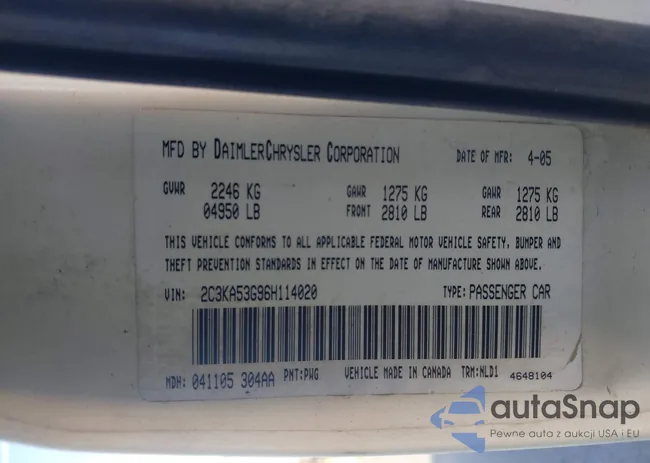 MFD BY DAIMLERCHRYSLER CORPORATION DATE OF MFR: 4-05
GVWR 2246 KG GAWR 1275 KG GAWR 1275 KG
04950 LB FRONT 2810 LB REAR 2810 LB
THIS VEHICLE CONFORMS TO ALL APPLICABLE FEDERAL MOTOR VEHICLE SAFETY, BUMPER AND
THEFT PREVENTION STANDARDS IN EFFECT ON THE DATE OF MANUFACTURE SHOWN ABOVE.
VIN: 2C3KA53G96H114020 TYPE: PASSENGER CAR
MDH: 041105 304AA PNT: PWG VEHICLE MADE IN CANADA TRM: NLD1 4648104
autaSnap
Pewne auta z aukcji USA i EU